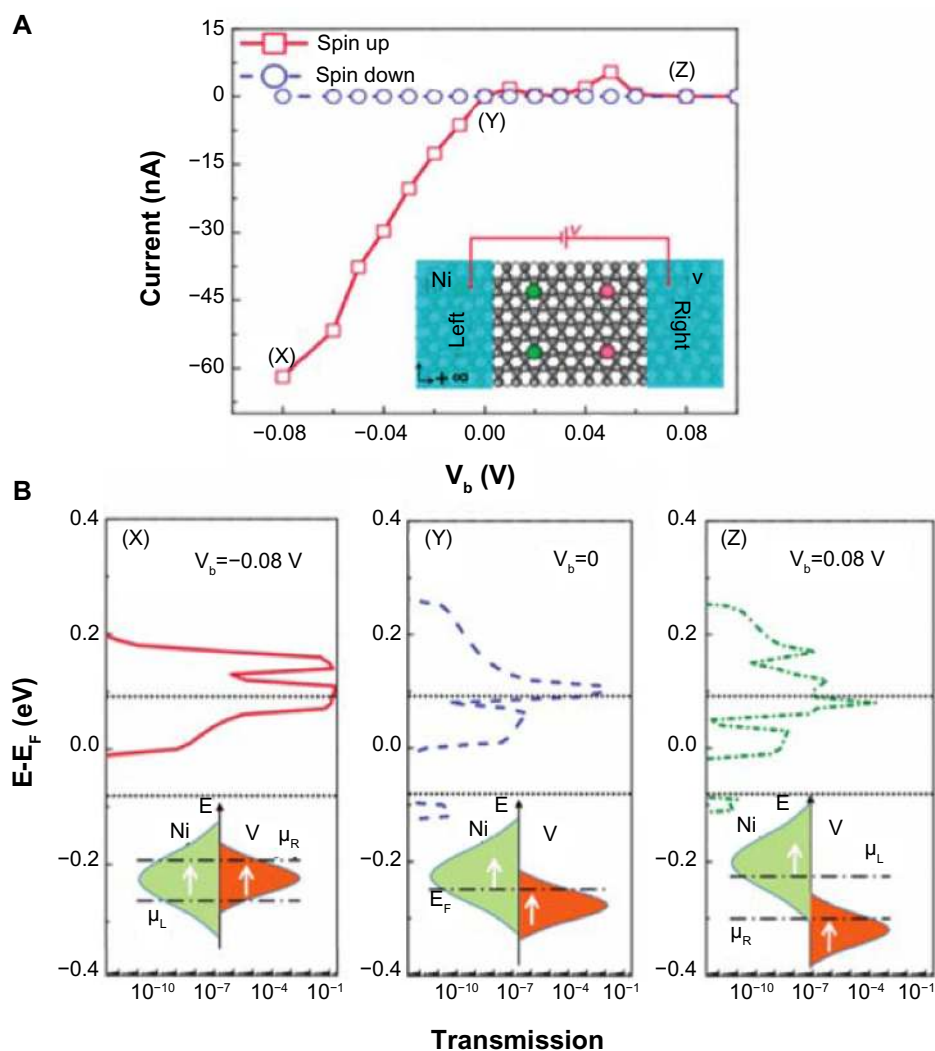 A
15
0
−15
−30
−45
−60
Current (nA)
Spin up
Spin down
(X)
(Y)
(Z)
V
Ni
Left
v
Right
+ ∞
−0.08
−0.04
0.00
0.04
0.08
V_b (V)
B
E-E_F (eV)
0.4
0.2
0.0
−0.2
−0.4
(X)
V_b=−0.08 V
E
Ni
V
μ_R
μ_L
10^−10
10^−7
10^−4
10^−1
0.4
0.2
0.0
−0.2
−0.4
(Y)
V_b=0
E
Ni
V
E_F
10^−10
10^−7
10^−4
10^−1
0.4
0.2
0.0
−0.2
−0.4
(Z)
V_b=0.08 V
E
Ni
V
μ_L
μ_R
10^−10
10^−7
10^−4
10^−1
Transmission